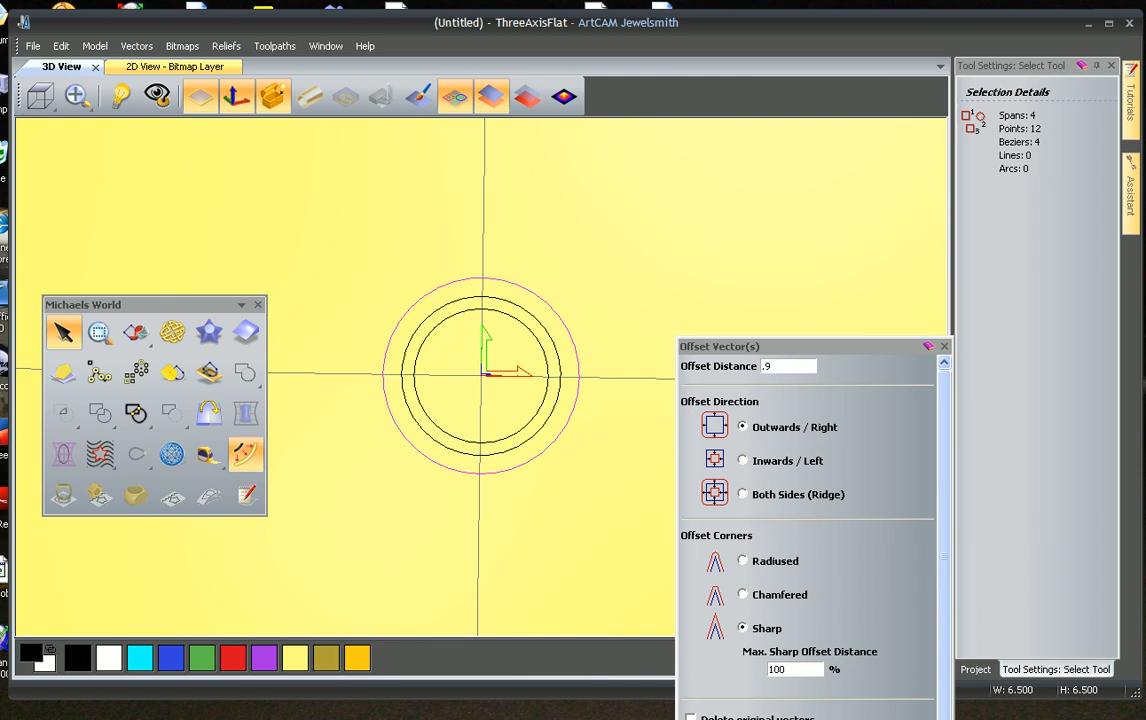 (Untitled) - ThreeAxisFlat - ArtCAM Jewelsmith
File Edit Model Vectors Bitmaps Reliefs Toolpaths Window Help
3D View 2D View - Bitmap Layer
Tool Settings: Select Tool
Selection Details
Spans: 4
Points: 12
Beziers: 4
Lines: 0
Arcs: 0
Tutorials
Assistant
Michaels World
Offset Vector(s)
Offset Distance .9
Offset Direction
Outwards / Right
Inwards / Left
Both Sides (Ridge)
Offset Corners
Radiused
Chamfered
Sharp
Max. Sharp Offset Distance
100 %
Delete original vectors
Project Tool Settings: Select Tool
W: 6.500 H: 6.500